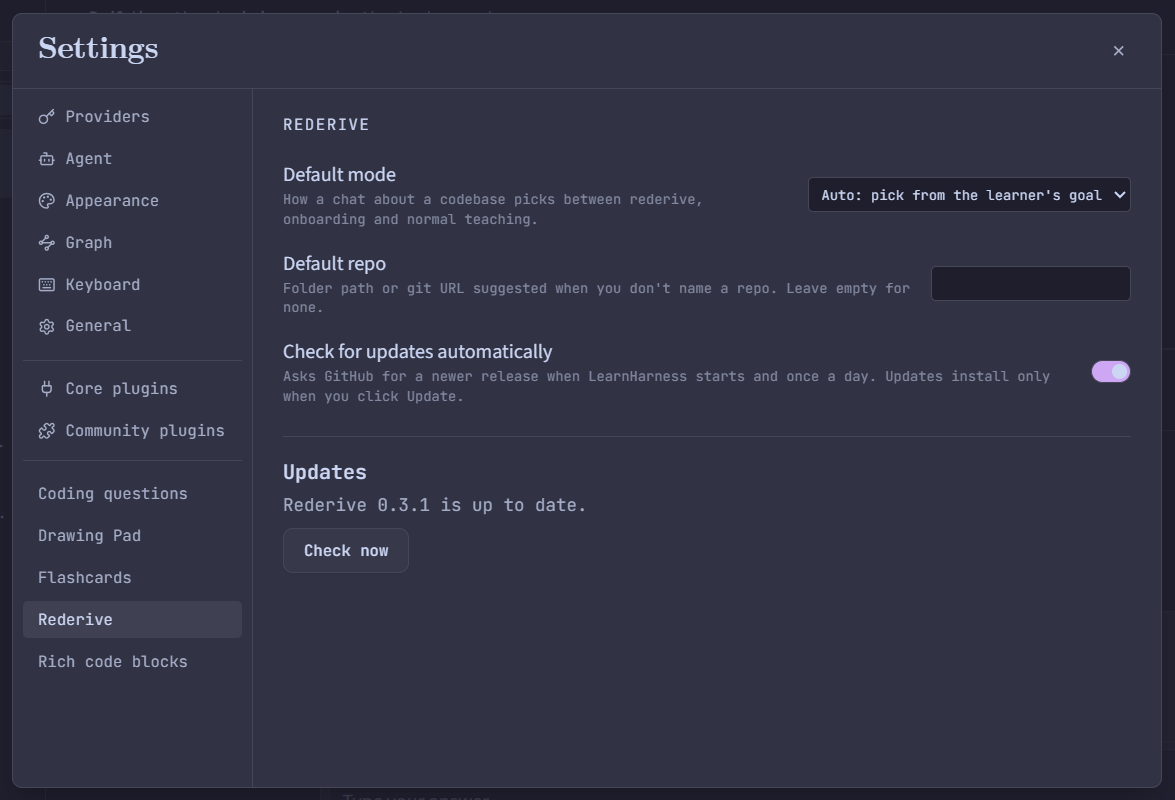 Settings
Providers
Agent
Appearance
Graph
Keyboard
General
Core plugins
Community plugins
Coding questions
Drawing Pad
Flashcards
Rederive
Rich code blocks
REDERIVE
Default mode
How a chat about a codebase picks between rederive,
onboarding and normal teaching.
Auto: pick from the learner's goal
Default repo
Folder path or git URL suggested when you don't name a repo. Leave empty for
none.
Check for updates automatically
Asks GitHub for a newer release when LearnHarness starts and once a day. Updates install only
when you click Update.
Updates
Rederive 0.3.1 is up to date.
Check now